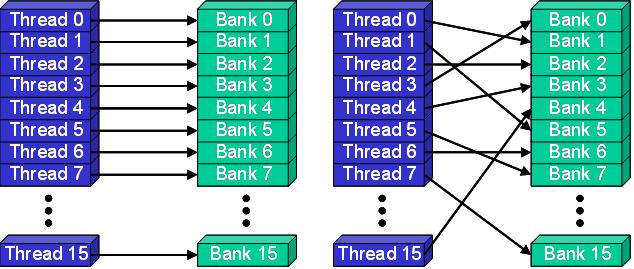 Thread 0 Bank 0 Thread 0 Bank 0
Thread 1 Bank 1 Thread 1 Bank 1
Thread 2 Bank 2 Thread 2 Bank 2
Thread 3 Bank 3 Thread 3 Bank 3
Thread 4 Bank 4 Thread 4 Bank 4
Thread 5 Bank 5 Thread 5 Bank 5
Thread 6 Bank 6 Thread 6 Bank 6
Thread 7 Bank 7 Thread 7 Bank 7
Thread 15 Bank 15 Thread 15 Bank 15